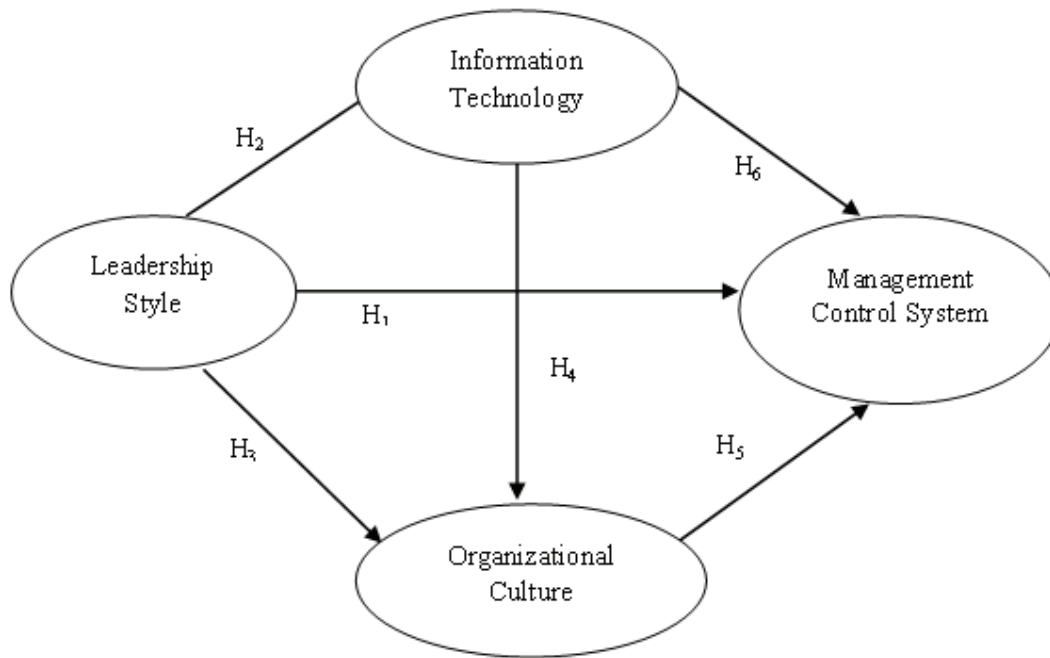 Information
Technology
H₂
H₆
Leadership
Style
Management
Control System
H₁
H₄
H₃
H₅
Organizational
Culture